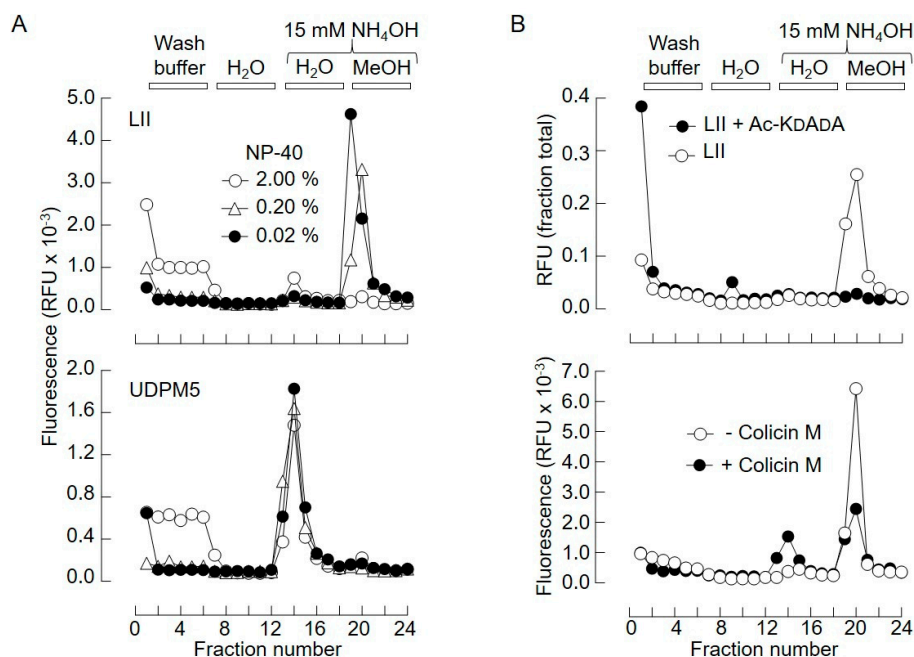 A
Wash buffer
H₂O
15 mM NH₄OH
H₂O
MeOH
LII
NP-40
2.00 %
0.20 %
0.02 %
5.0
4.0
3.0
2.0
1.0
0.0
UDPM5
2.0
1.6
1.2
0.8
0.4
0.0
Fluorescence (RFU x 10⁻³)
0 4 8 12 16 20 24
Fraction number
B
Wash buffer
H₂O
15 mM NH₄OH
H₂O
MeOH
LII + Ac-KDADA
LII
0.4
0.3
0.2
0.1
0.0
RFU (fraction total)
- Colicin M
+ Colicin M
7.0
6.0
5.0
4.0
3.0
2.0
1.0
0.0
Fluorescence (RFU x 10⁻³)
0 4 8 12 16 20 24
Fraction number